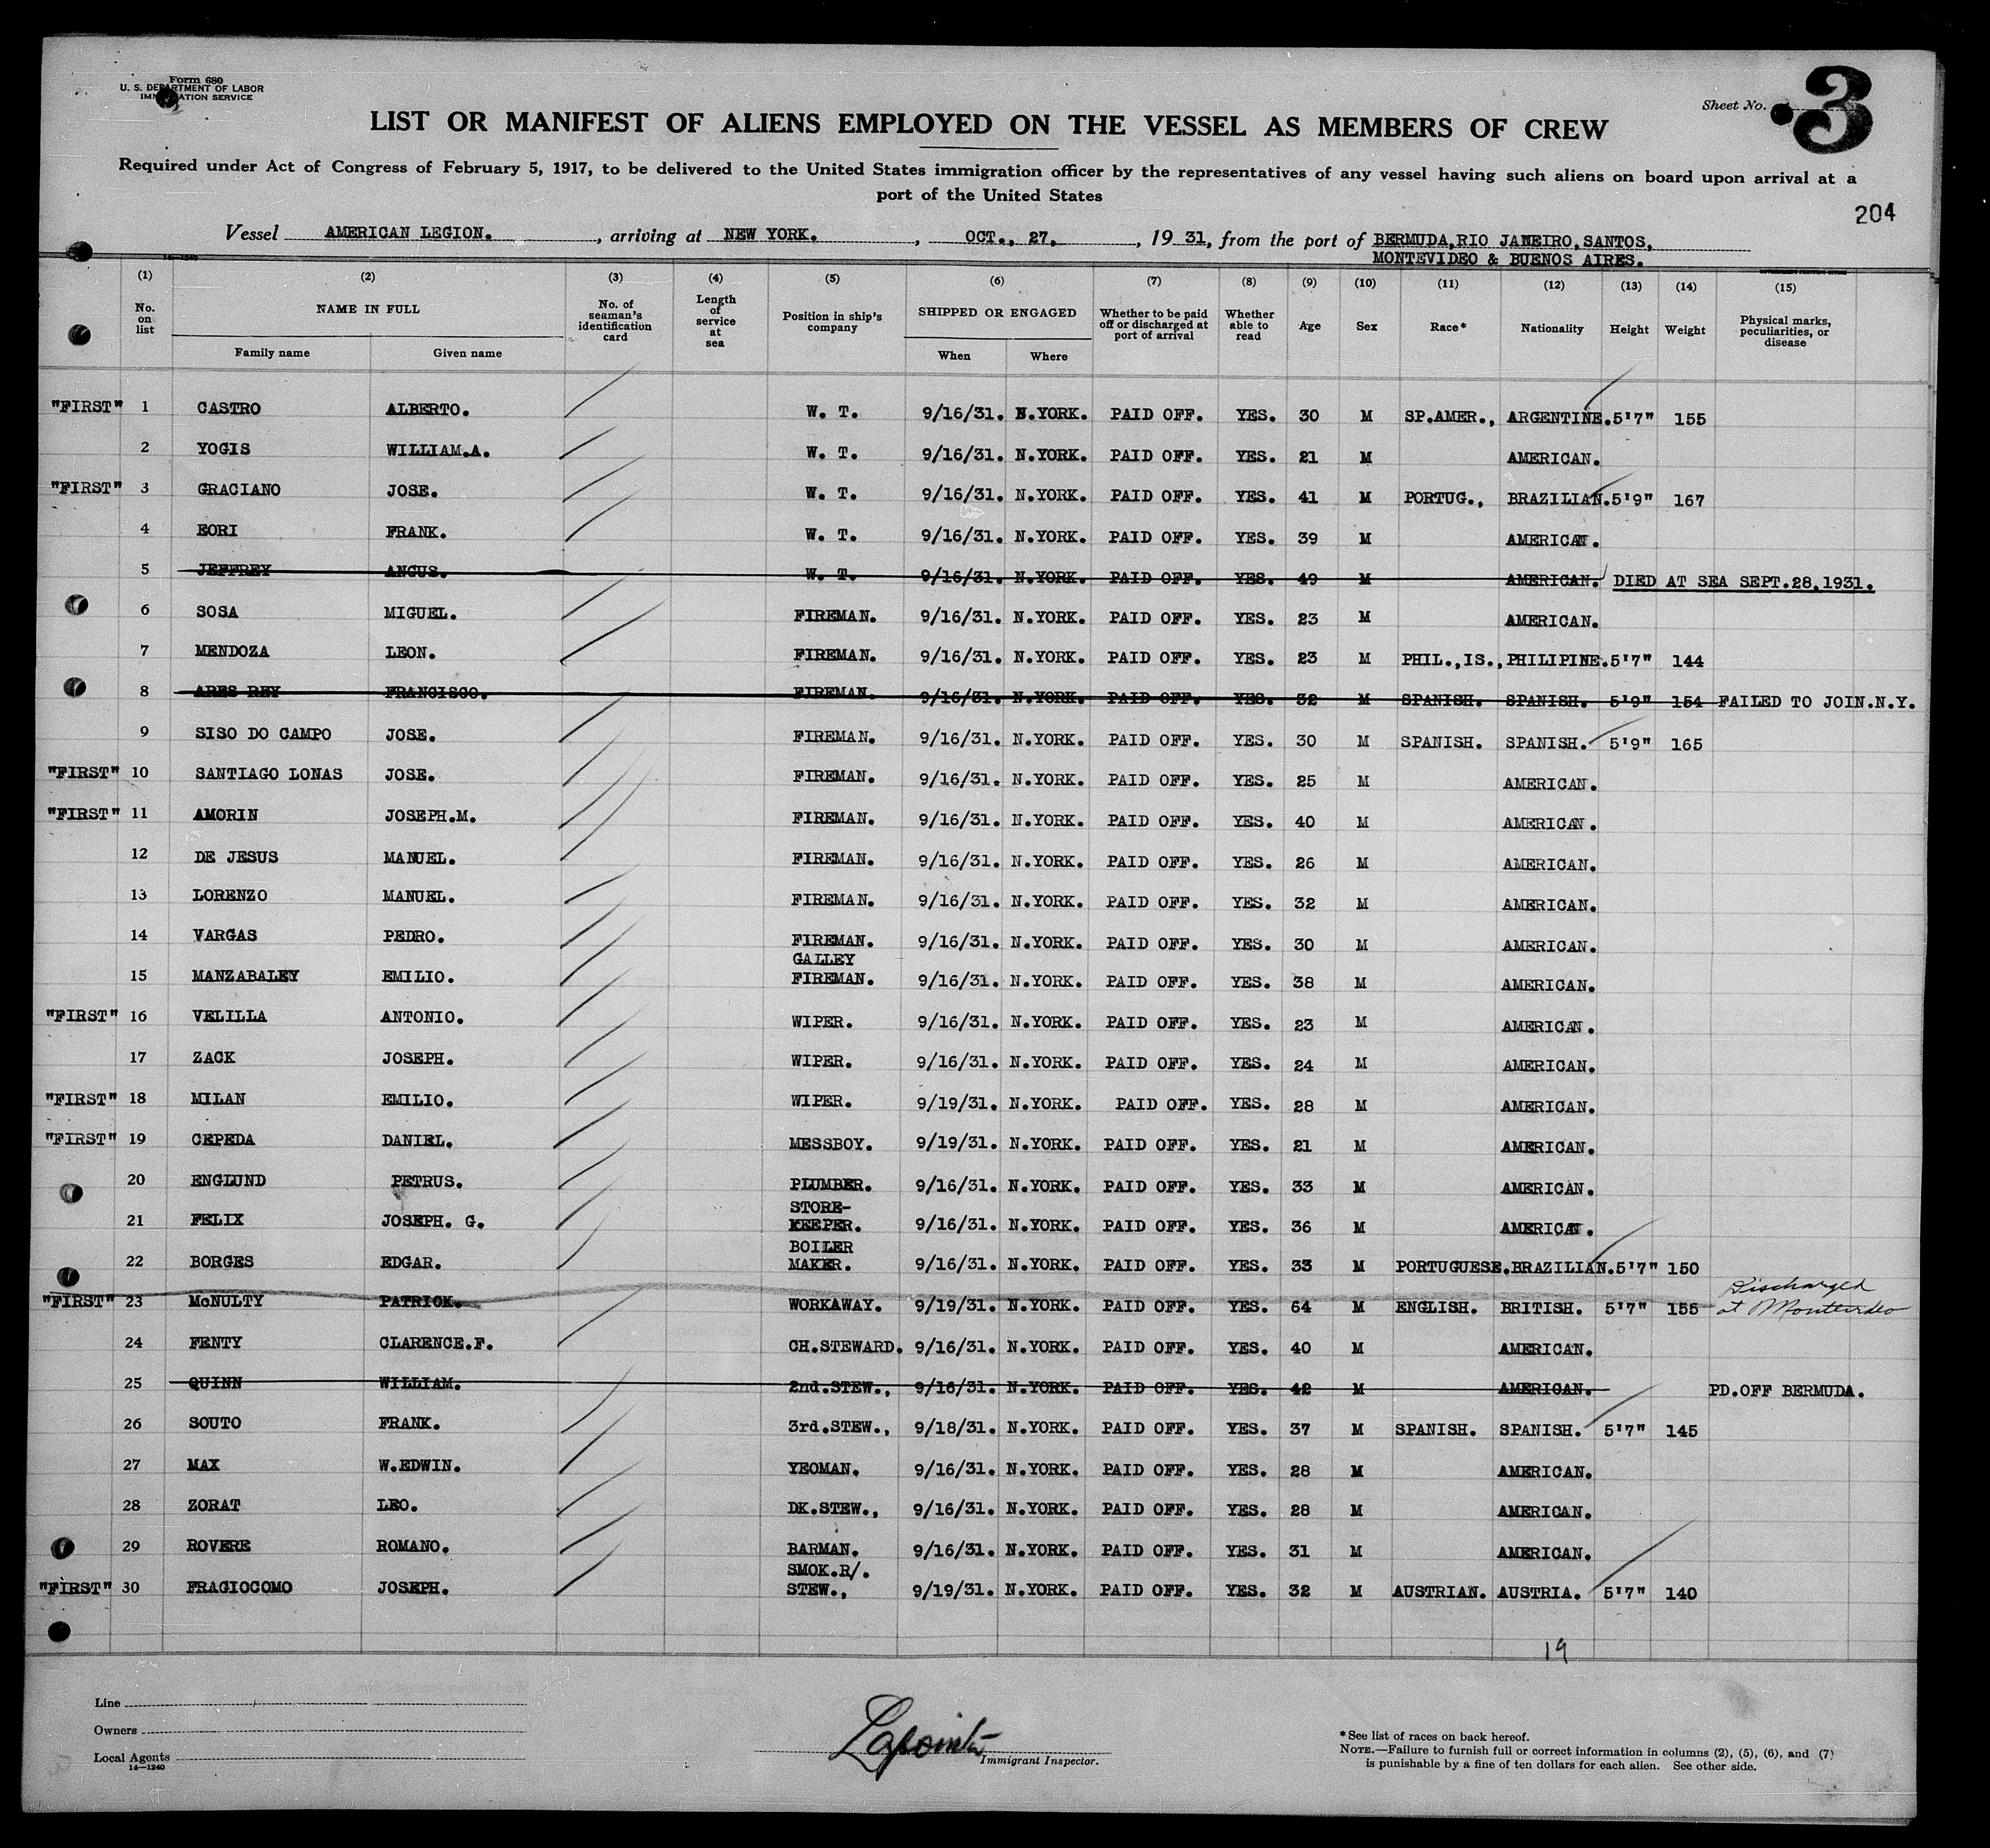 Form 680
U. S. DEPARTMENT OF LABOR
IMMIGRATION SERVICE
Sheet No. 3
LIST OR MANIFEST OF ALIENS EMPLOYED ON THE VESSEL AS MEMBERS OF CREW
Required under Act of Congress of February 5, 1917, to be delivered to the United States immigration officer by the representatives of any vessel having such aliens on board upon arrival at a
port of the United States
204
Vessel AMERICAN LEGION. , arriving at NEW YORK. , OCT., 27, , 19 31, from the port of BERMUDA,RIO JANEIRO,SANTOS,
MONTEVIDEO & BUENOS AIRES.
(1) (2) (3) (4) (5) (6) (7) (8) (9) (10) (11) (12) (13) (14) (15)
No. on list NAME IN FULL Family name Given name No. of seaman's identification card Length of service at sea Position in ship's company SHIPPED OR ENGAGED When Where Whether to be paid off or discharged at port of arrival Whether able to read Age Sex Race* Nationality Height Weight Physical marks, peculiarities, or disease
"FIRST" 1 CASTRO ALBERTO. W. T. 9/16/31. N.YORK. PAID OFF. YES. 30 M SP.AMER., ARGENTINE. 5'7" 155
2 YOGIS WILLIAM.A. W. T. 9/16/31. N.YORK. PAID OFF. YES. 21 M AMERICAN.
"FIRST" 3 GRACIANO JOSE. W. T. 9/16/31. N.YORK. PAID OFF. YES. 41 M PORTUG., BRAZILIAN. 5'9" 167
4 EORI FRANK. W. T. 9/16/31. N.YORK. PAID OFF. YES. 39 M AMERICAN.
5 JEFFREY ANGUS. W. T. 9/16/31. N.YORK. PAID OFF. YES. 49 M AMERICAN. DIED AT SEA SEPT.28,1931.
6 SOSA MIGUEL. FIREMAN. 9/16/31. N.YORK. PAID OFF. YES. 23 M AMERICAN.
7 MENDOZA LEON. FIREMAN. 9/16/31. N.YORK. PAID OFF. YES. 23 M PHIL.,IS., PHILIPINE. 5'7" 144
8 ARES REY FRANCISCO. FIREMAN. 9/16/31. N.YORK. PAID OFF. YES. 32 M SPANISH. SPANISH. 5'9" 154 FAILED TO JOIN.N.Y.
9 SISO DO CAMPO JOSE. FIREMAN. 9/16/31. N.YORK. PAID OFF. YES. 30 M SPANISH. SPANISH. 5'9" 165
"FIRST" 10 SANTIAGO LONAS JOSE. FIREMAN. 9/16/31. N.YORK. PAID OFF. YES. 25 M AMERICAN.
"FIRST" 11 AMORIN JOSEPH.M. FIREMAN. 9/16/31. N.YORK. PAID OFF. YES. 40 M AMERICAN.
12 DE JESUS MANUEL. FIREMAN. 9/16/31. N.YORK. PAID OFF. YES. 26 M AMERICAN.
13 LORENZO MANUEL. FIREMAN. 9/16/31. N.YORK. PAID OFF. YES. 32 M AMERICAN.
14 VARGAS PEDRO. FIREMAN. 9/16/31. N.YORK. PAID OFF. YES. 30 M AMERICAN.
15 MANZABALEY EMILIO. GALLEY FIREMAN. 9/16/31. N.YORK. PAID OFF. YES. 38 M AMERICAN.
"FIRST" 16 VELILLA ANTONIO. WIPER. 9/16/31. N.YORK. PAID OFF. YES. 23 M AMERICAN.
17 ZACK JOSEPH. WIPER. 9/16/31. N.YORK. PAID OFF. YES. 24 M AMERICAN.
"FIRST" 18 MILAN EMILIO. WIPER. 9/19/31. N.YORK. PAID OFF. YES. 28 M AMERICAN.
"FIRST" 19 CEPEDA DANIEL. MESSBOY. 9/19/31. N.YORK. PAID OFF. YES. 21 M AMERICAN.
20 ENGLUND PETRUS. PLUMBER. 9/16/31. N.YORK. PAID OFF. YES. 33 M AMERICAN.
21 FELIX JOSEPH. G. STORE-KEEPER. 9/16/31. N.YORK. PAID OFF. YES. 36 M AMERICAN.
22 BORGES EDGAR. BOILER MAKER. 9/16/31. N.YORK. PAID OFF. YES. 33 M PORTUGUESE. BRAZILIAN. 5'7" 150
"FIRST" 23 McNULTY PATRICK. WORKAWAY. 9/19/31. N.YORK. PAID OFF. YES. 64 M ENGLISH. BRITISH. 5'7" 155 Discharged at Montevideo
24 FENTY CLARENCE.F. CH.STEWARD. 9/16/31. N.YORK. PAID OFF. YES. 40 M AMERICAN.
25 QUINN WILLIAM. 2nd.STEW., 9/16/31. N.YORK. PAID OFF. YES. 42 M AMERICAN. PD.OFF BERMUDA.
26 SOUTO FRANK. 3rd.STEW., 9/18/31. N.YORK. PAID OFF. YES. 37 M SPANISH. SPANISH. 5'7" 145
27 MAX W.EDWIN. YEOMAN. 9/16/31. N.YORK. PAID OFF. YES. 28 M AMERICAN.
28 ZORAT LEO. DK.STEW., 9/16/31. N.YORK. PAID OFF. YES. 28 M AMERICAN.
29 ROVERE ROMANO. BARMAN. 9/16/31. N.YORK. PAID OFF. YES. 31 M AMERICAN.
"FIRST" 30 FRAGIOCOMO JOSEPH. SMOK.R/. STEW., 9/19/31. N.YORK. PAID OFF. YES. 32 M AUSTRIAN. AUSTRIA. 5'7" 140
19
Line
Owners
Local Agents
14—1240
Lapointe
Immigrant Inspector.
* See list of races on back hereof.
NOTE.—Failure to furnish full or correct information in columns (2), (5), (6), and (7)
is punishable by a fine of ten dollars for each alien. See other side.